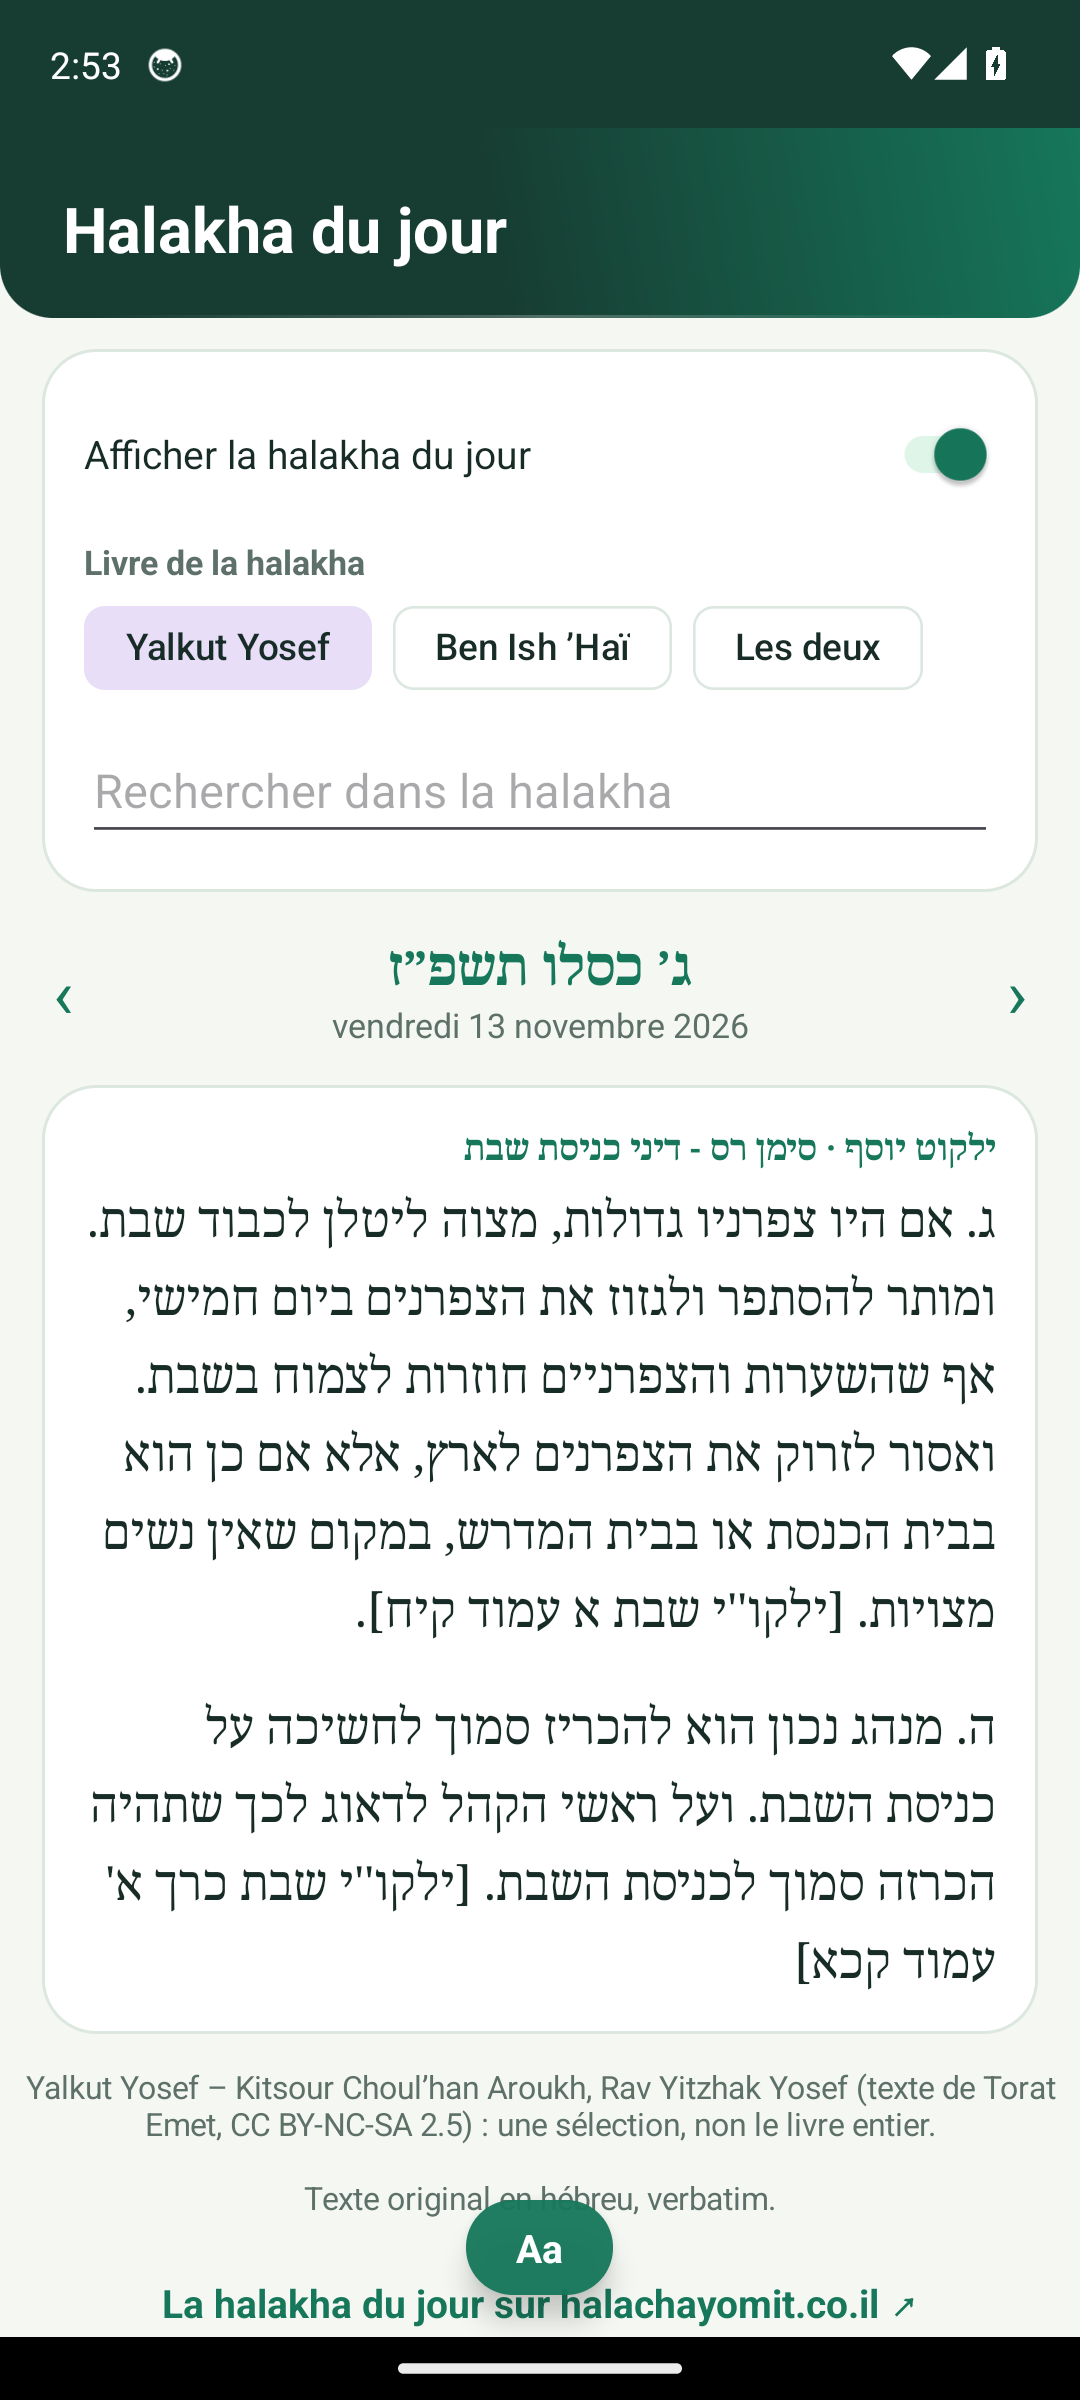 2:53
Halakha du jour
Afficher la halakha du jour
Livre de la halakha
Yalkut Yosef
Ben Ish ’Haï
Les deux
Rechercher dans la halakha
ג׳ כסלו תשפ״ז
‹
›
vendredi 13 novembre 2026
ילקוט יוסף · סימן רס - דיני כניסת שבת
ג. אם היו צפרניו גדולות, מצוה ליטלן לכבוד שבת.
ומותר להסתפר ולגזוז את הצפרנים ביום חמישי,
אף שהשערות והצפרניים חוזרות לצמוח בשבת.
ואסור לזרוק את הצפרנים לארץ, אלא אם כן הוא
בבית הכנסת או בבית המדרש, במקום שאין נשים
מצויות. [ילקו''י שבת א עמוד קיח].
ה. מנהג נכון הוא להכריז סמוך לחשיכה על
כניסת השבת. ועל ראשי הקהל לדאוג לכך שתהיה
הכרזה סמוך לכניסת השבת. [ילקו''י שבת כרך א'
עמוד קכא]
Yalkut Yosef – Kitsour Choul’han Aroukh, Rav Yitzhak Yosef (texte de Torat
Emet, CC BY-NC-SA 2.5) : une sélection, non le livre entier.
Texte original en hébreu, verbatim.
Aa
La halakha du jour sur halachayomit.co.il ↗